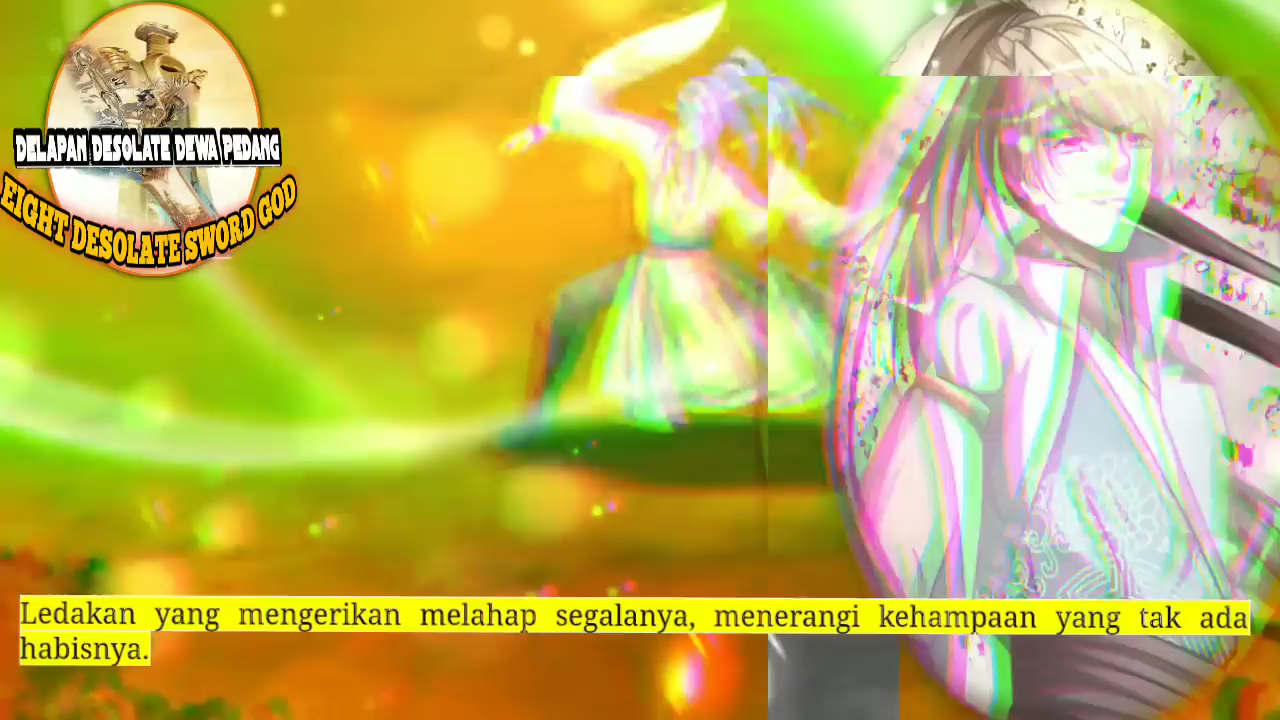 DELAPAN DESOLATE DEWA PEDANG
EIGHT DESOLATE SWORD GOD
Ledakan yang mengerikan melahap segalanya, menerangi kehampaan yang tak ada
habisnya.